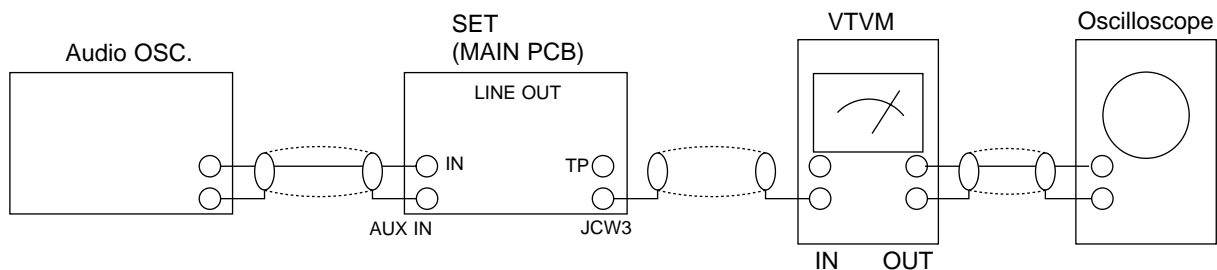 Audio OSC.
SET
(MAIN PCB)
LINE OUT
IN
AUX IN
TP
JCW3
VTVM
IN
OUT
Oscilloscope